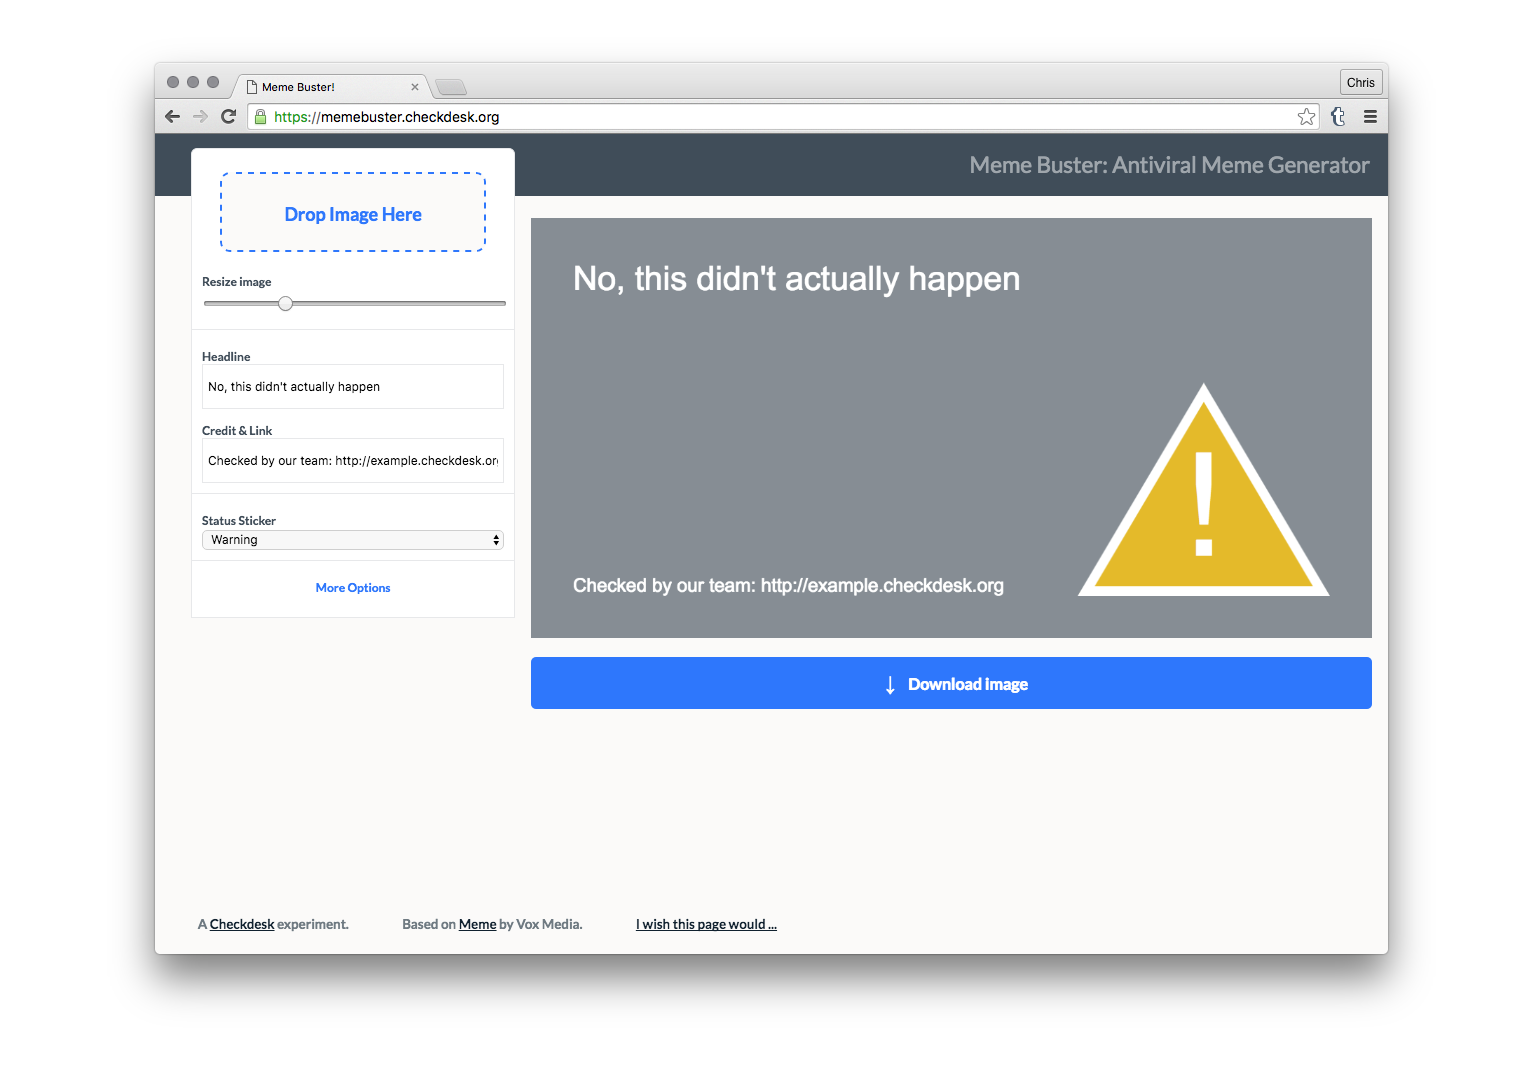 Meme Buster!
Chris
https://memebuster.checkdesk.org
Meme Buster: Antiviral Meme Generator
Drop Image Here
Resize image
Headline
No, this didn't actually happen
Credit & Link
Checked by our team: http://example.checkdesk.org
Status Sticker
Warning
More Options
No, this didn't actually happen
!
Checked by our team: http://example.checkdesk.org
↓ Download image
A Checkdesk experiment. Based on Meme by Vox Media. I wish this page would ...